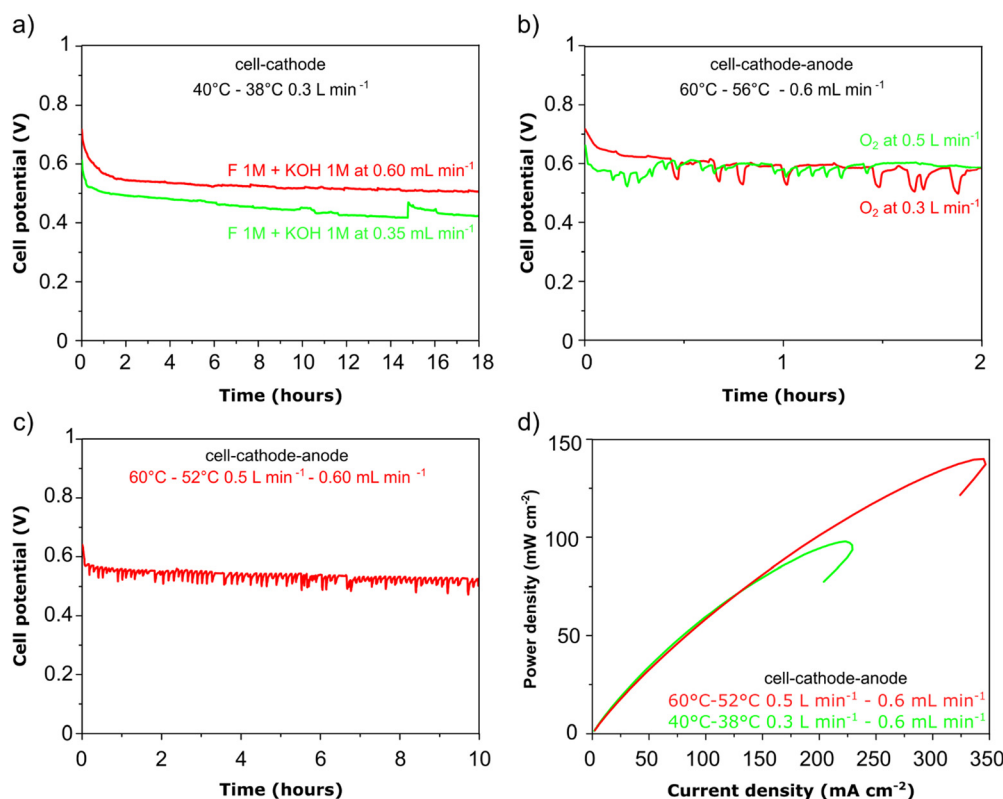 a)
1
0.8
0.6
0.4
0.2
0
Cell potential (V)
cell-cathode
40°C - 38°C 0.3 L min⁻¹
F 1M + KOH 1M at 0.60 mL min⁻¹
F 1M + KOH 1M at 0.35 mL min⁻¹
0 2 4 6 8 10 12 14 16 18
Time (hours)
b)
1
0.8
0.6
0.4
0.2
0
Cell potential (V)
cell-cathode-anode
60°C - 56°C - 0.6 mL min⁻¹
O₂ at 0.5 L min⁻¹
O₂ at 0.3 L min⁻¹
0 1 2
Time (hours)
c)
1
0.8
0.6
0.4
0.2
0
Cell potential (V)
cell-cathode-anode
60°C - 52°C 0.5 L min⁻¹ - 0.60 mL min⁻¹
0 2 4 6 8 10
Time (hours)
d)
150
100
50
0
Power density (mW cm⁻²)
cell-cathode-anode
60°C-52°C 0.5 L min⁻¹ - 0.6 mL min⁻¹
40°C-38°C 0.3 L min⁻¹ - 0.6 mL min⁻¹
0 50 100 150 200 250 300 350
Current density (mA cm⁻²)